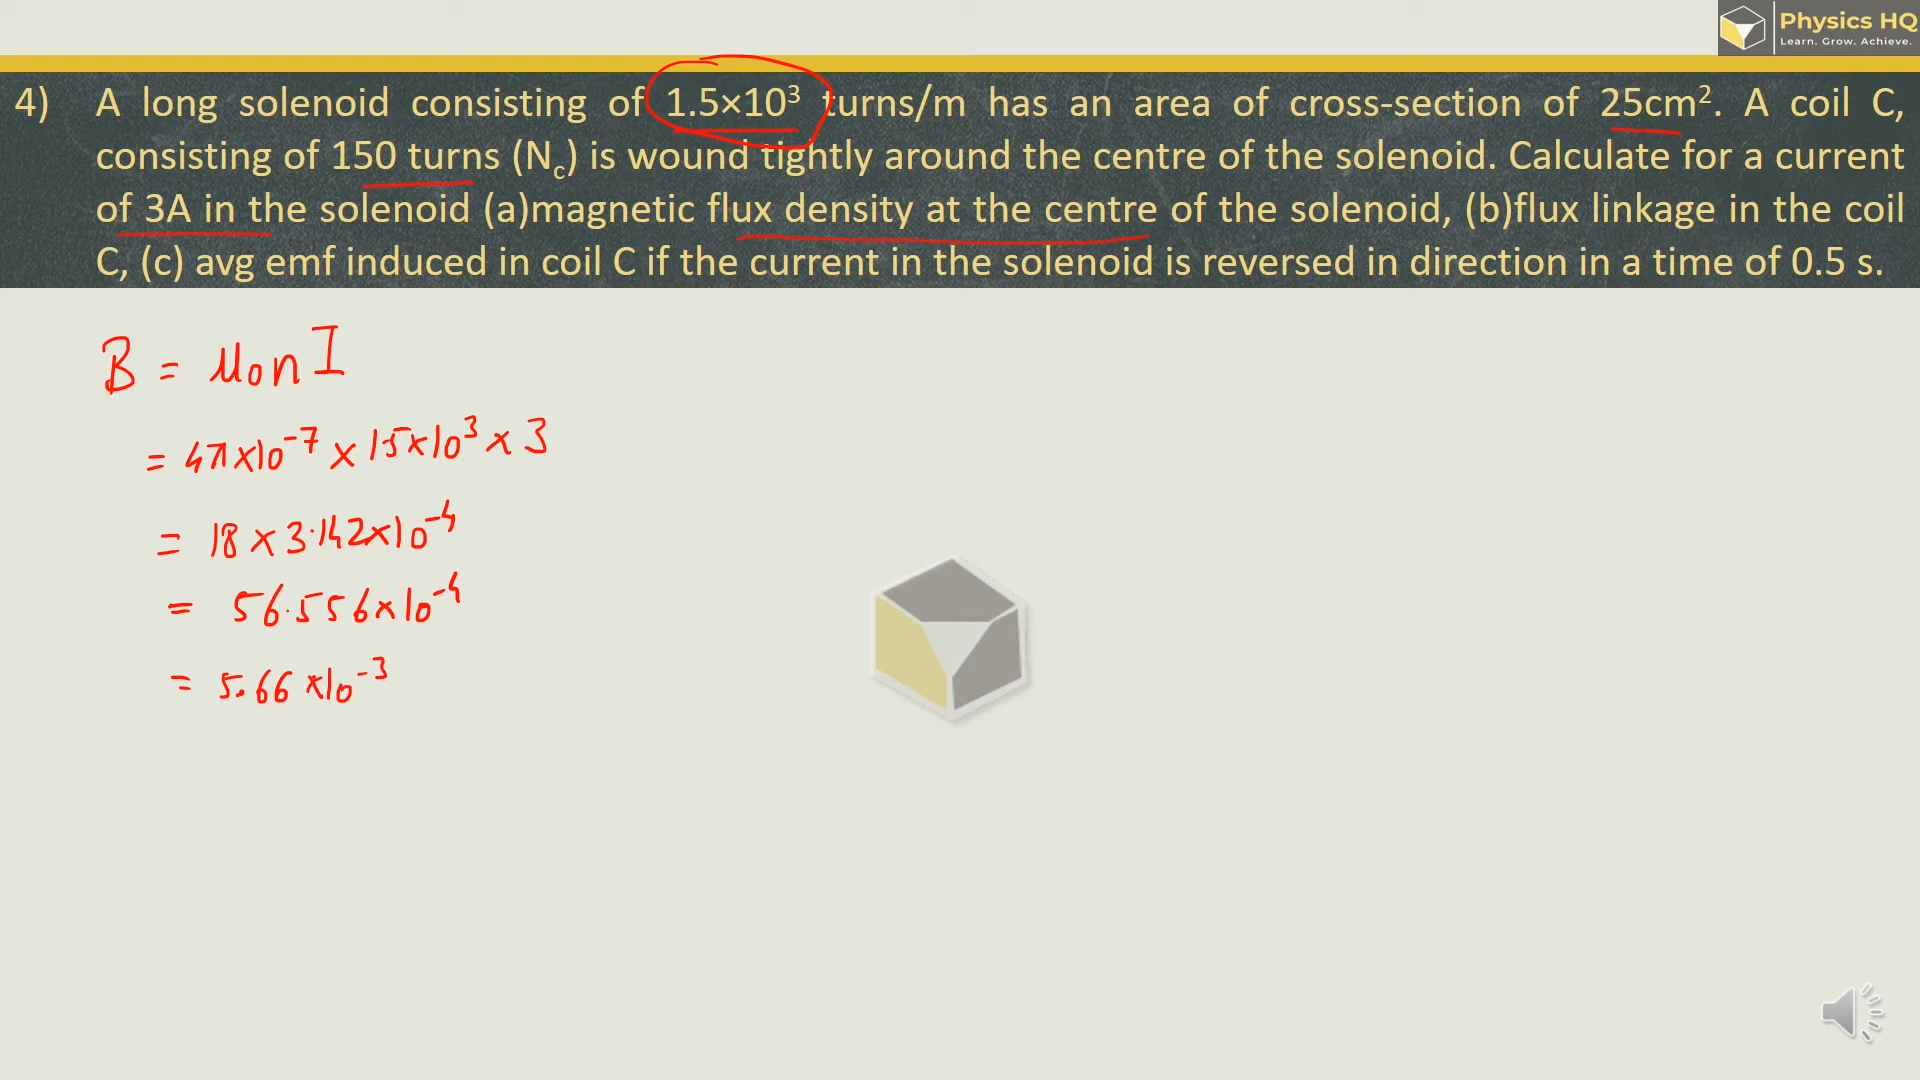 Physics HQ
Learn. Grow. Achieve.
4) A long solenoid consisting of 1.5×10³ turns/m has an area of cross-section of 25cm². A coil C,
consisting of 150 turns (Nc) is wound tightly around the centre of the solenoid. Calculate for a current
of 3A in the solenoid (a)magnetic flux density at the centre of the solenoid, (b)flux linkage in the coil
C, (c) avg emf induced in coil C if the current in the solenoid is reversed in direction in a time of 0.5 s.
B = μ₀nI
= 4π×10⁻⁷ × 1.5×10³ × 3
= 18 × 3.142×10⁻⁴
= 56.556×10⁻⁴
= 5.66 ×10⁻³